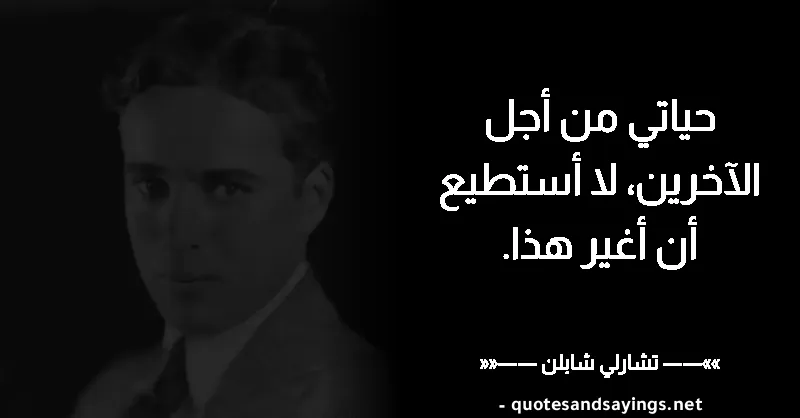 حياتي من أجل
الآخرين، لا أستطيع
أن أغير هذا.
»»—— تشارلي شابلن ——««
- quotesandsayings.net